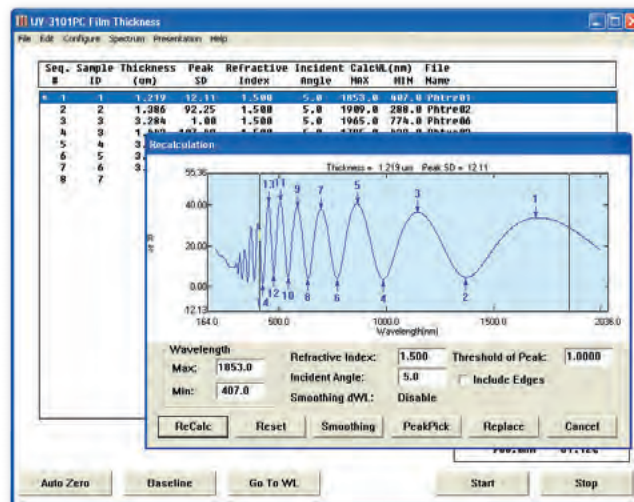 UV-3101PC Film Thickness
File Edit Configure Spectrum Presentation Help
Seq. Sample Thickness Peak Refractive Incident CalcWL(nm) File
# ID (um) SD Index Angle MAX MIN Name
* 1 1 1.219 12.11 1.500 5.0 1853.0 407.0 Phtre01
2 2 1.386 92.25 1.500 5.0 1909.0 288.0 Phtre02
3 3 3.284 1.00 1.500 5.0 1965.0 774.0 Phtre06
4 3
5 4 3.
6 5 3.
7 6 3.
8 7
Recalculation
Thickness = 1.219 um Peak SD = 12.11
55.36
40.00
20.00
0.00
-12.13
13 11 9 7 5 3 1
4 12 10 8 6 4 2
164.0 500.0 1000.0 1500.0 2036.0
Wavelength(nm)
Wavelength
Max: 1853.0
Min: 407.0
Refractive Index: 1.500
Incident Angle: 5.0
Smoothing dWL: Disable
Threshold of Peak: 1.0000
Include Edges
ReCalc Reset Smoothing PeakPick Replace Cancel
Auto Zero Baseline Go To WL Start Stop